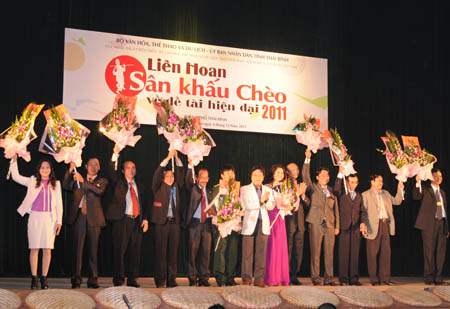 BỘ VĂN HÓA, THỂ THAO VÀ DU LỊCH - ỦY BAN NHÂN DÂN TỈNH THÁI BÌNH
Liên Hoan
Sân khấu Chèo
về đề tài hiện đại 2011